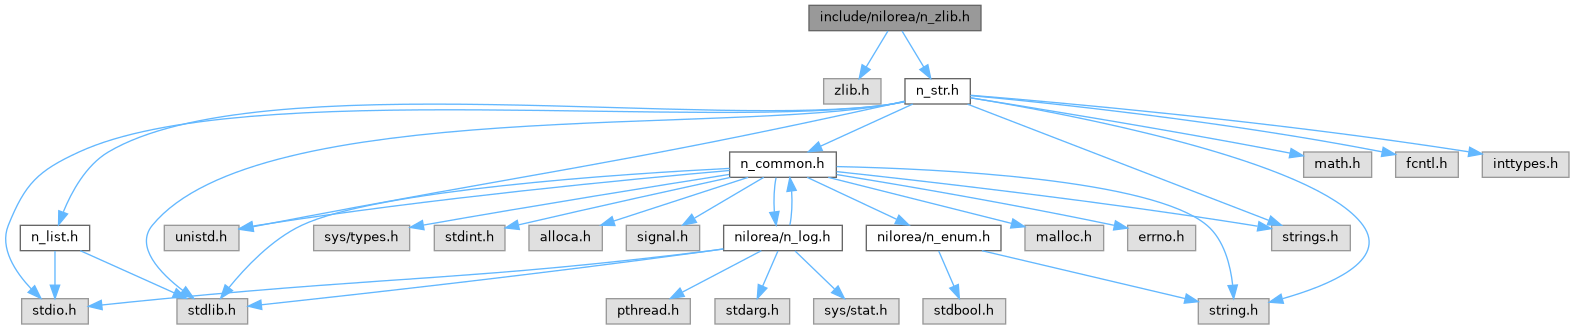 include/nilorea/n_zlib.h
zlib.h
n_str.h
n_common.h
math.h
fcntl.h
inttypes.h
n_list.h
unistd.h
sys/types.h
stdint.h
alloca.h
signal.h
nilorea/n_log.h
nilorea/n_enum.h
malloc.h
errno.h
strings.h
stdio.h
stdlib.h
pthread.h
stdarg.h
sys/stat.h
stdbool.h
string.h